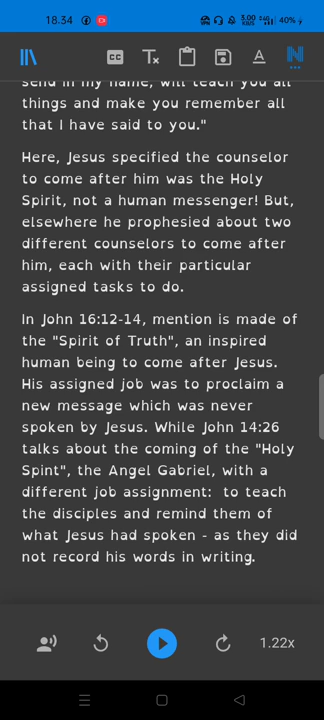 18.34
3.00 KB/S
40%
send in my name, will teach you all
things and make you remember all
that I have said to you."
Here, Jesus specified the counselor
to come after him was the Holy
Spirit, not a human messenger! But,
elsewhere he prophesied about two
different counselors to come after
him, each with their particular
assigned tasks to do.
In John 16:12-14, mention is made of
the "Spirit of Truth", an inspired
human being to come after Jesus.
His assigned job was to proclaim a
new message which was never
spoken by Jesus. While John 14:26
talks about the coming of the "Holy
Spint", the Angel Gabriel, with a
different job assignment:  to teach
the disciples and remind them of
what Jesus had spoken - as they did
not record his words in writing.
1.22x